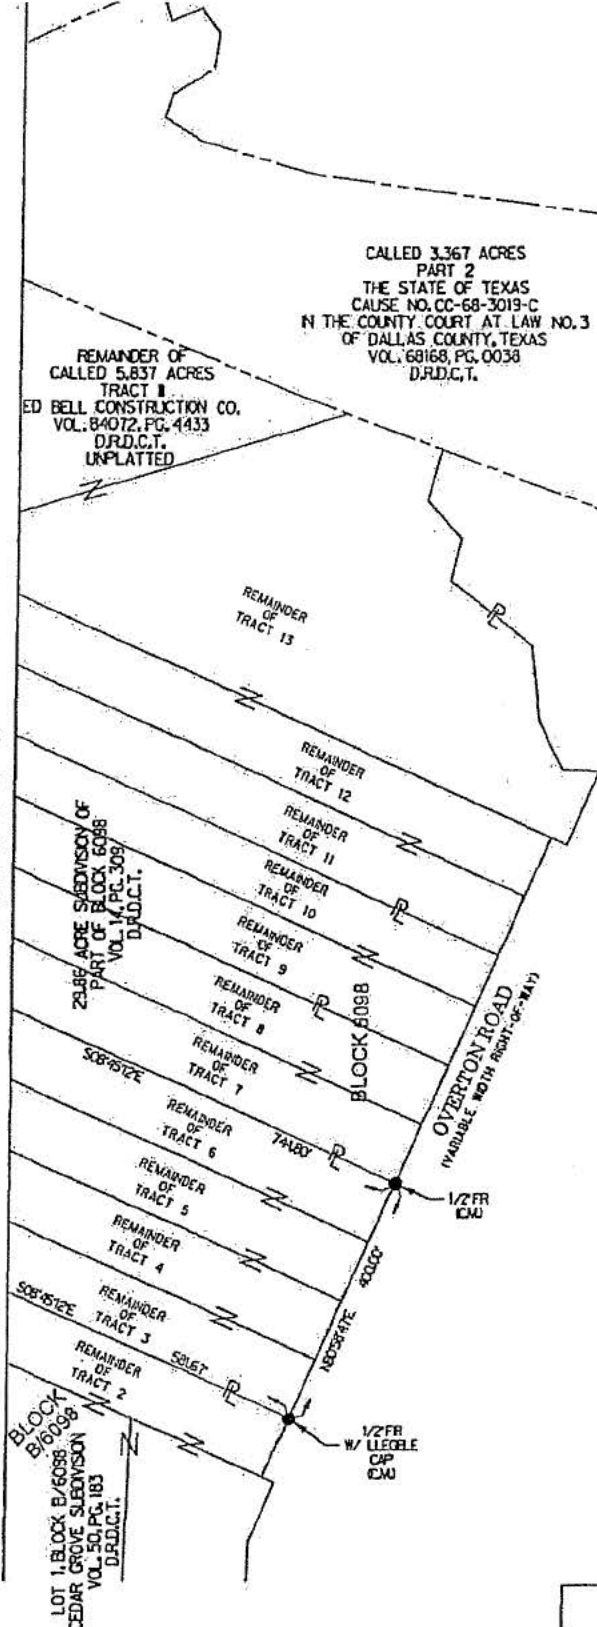 CALLED 3.367 ACRES
PART 2
THE STATE OF TEXAS
CAUSE NO. CC-68-3019-C
IN THE COUNTY COURT AT LAW NO. 3
OF DALLAS COUNTY, TEXAS
VOL. 68168, PG. 0038
D.R.D.C.T.
REMAINDER OF
CALLED 5.837 ACRES
TRACT II
ED BELL CONSTRUCTION CO.
VOL. 84072, PG. 4433
D.R.D.C.T.
UNPLATTED
REMAINDER
OF
TRACT 13
REMAINDER
OF
TRACT 12
REMAINDER
OF
TRACT 11
REMAINDER
OF
TRACT 10
REMAINDER
OF
TRACT 9
REMAINDER
OF
TRACT 8
REMAINDER
OF
TRACT 7
REMAINDER
OF
TRACT 6
REMAINDER
OF
TRACT 5
REMAINDER
OF
TRACT 4
REMAINDER
OF
TRACT 3
REMAINDER
OF
TRACT 2
29.86 ACRE SUBDIVISION OF
PART OF BLOCK 6098
VOL. 14, PG. 309
D.R.D.C.T.
BLOCK 6098
OVERTON ROAD
(VARIABLE WIDTH RIGHT-OF-WAY)
S08°45'12"E
741.80'
1/2"FR
(C.M.)
400.00'
N80°58'47"E
S08°45'12"E
581.67'
1/2"FR
W/ ILLEGIBLE
CAP
(C.M.)
BLOCK
B/6098
LOT 1, BLOCK B/6098
CEDAR GROVE SUBDIVISION
VOL. 50, PG. 183
D.R.D.C.T.